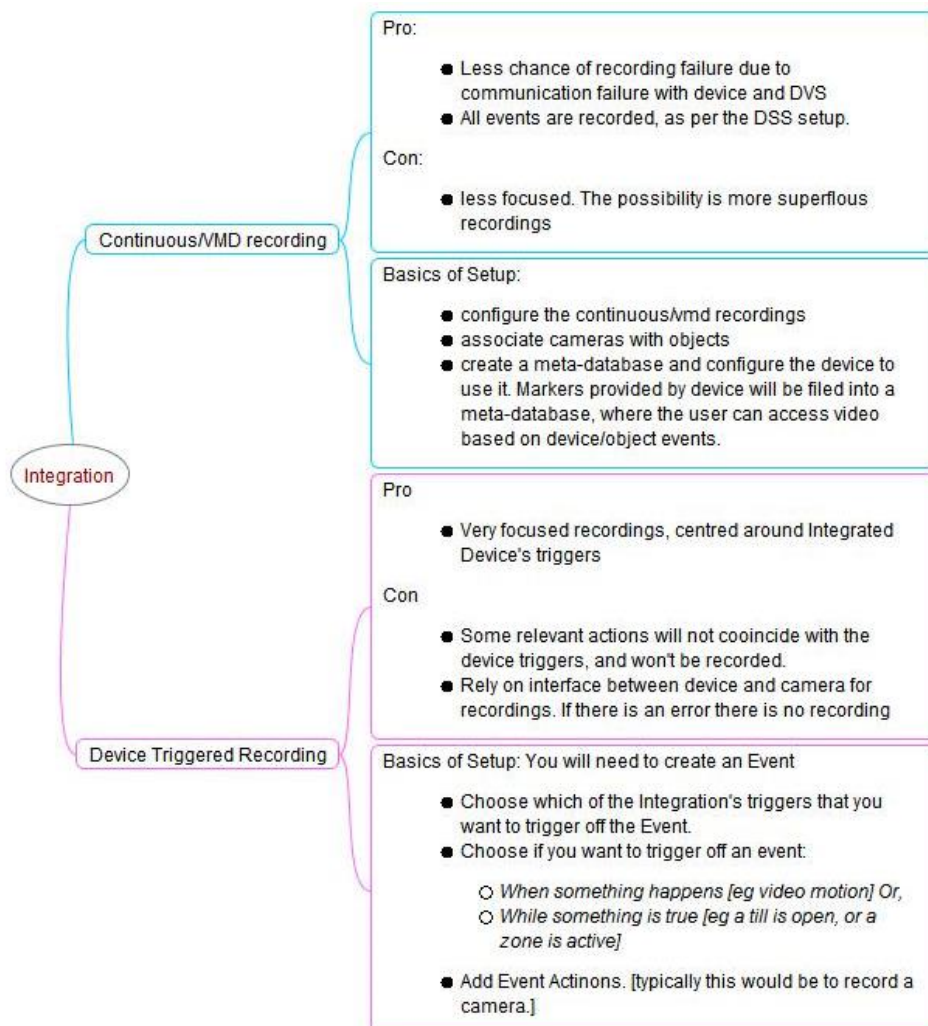 Integration
Continuous/VMD recording
Pro:
● Less chance of recording failure due to
communication failure with device and DVS
● All events are recorded, as per the DSS setup.
Con:
● less focused. The possibility is more superflous
recordings
Basics of Setup:
● configure the continuous/vmd recordings
● associate cameras with objects
● create a meta-database and configure the device to
use it. Markers provided by device will be filed into a
meta-database, where the user can access video
based on device/object events.
Device Triggered Recording
Pro
● Very focused recordings, centred around Integrated
Device's triggers
Con
● Some relevant actions will not cooincide with the
device triggers, and won't be recorded.
● Rely on interface between device and camera for
recordings. If there is an error there is no recording
Basics of Setup: You will need to create an Event
● Choose which of the Integration's triggers that you
want to trigger off the Event.
● Choose if you want to trigger off an event:
○ When something happens [eg video motion] Or,
○ While something is true [eg a till is open, or a
zone is active]
● Add Event Actinons. [typically this would be to record a
camera.]